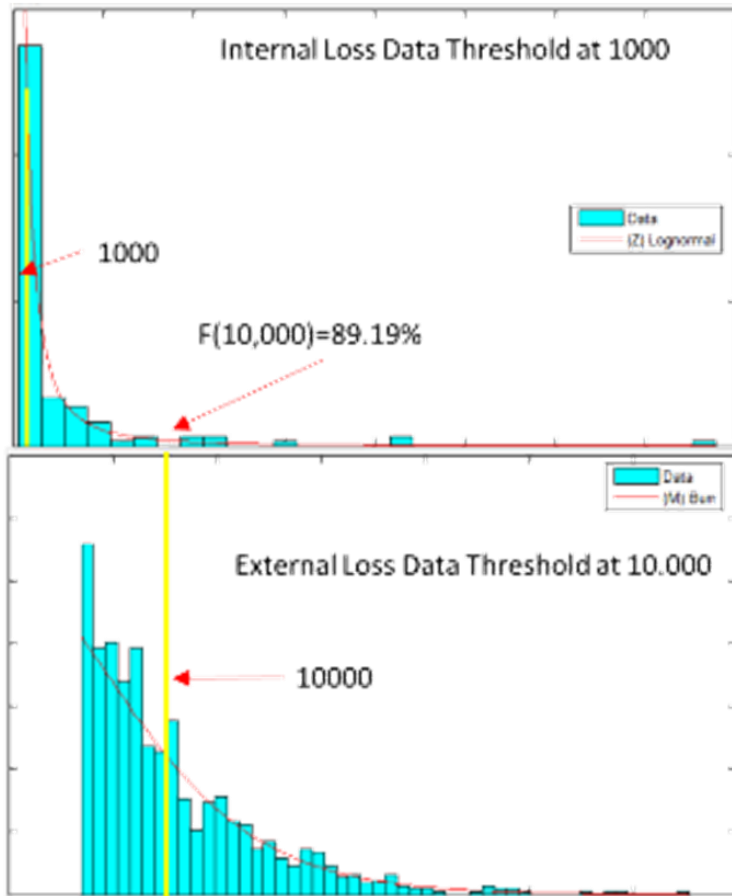 Internal Loss Data Threshold at 1000
Data
(Z) Lognormal
1000
F(10,000)=89.19%
Data
(M) Burr
External Loss Data Threshold at 10.000
10000